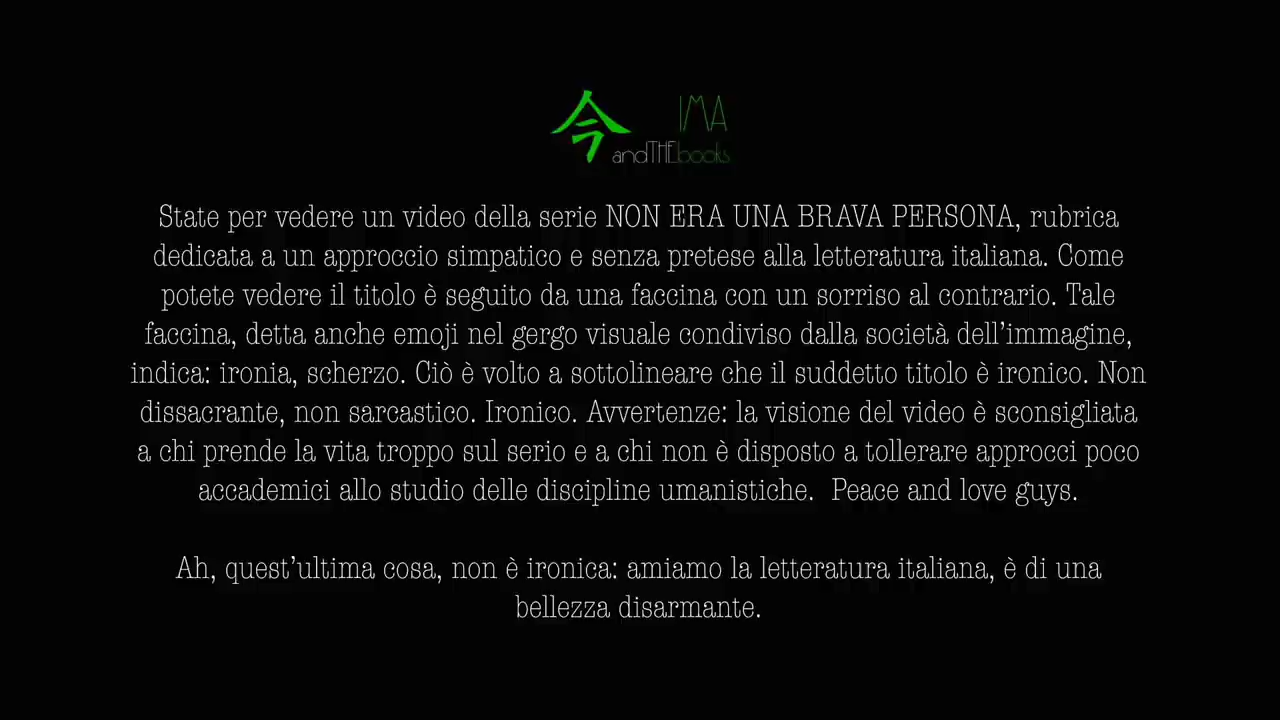 今 IMA
andTHEbooks
State per vedere un video della serie NON ERA UNA BRAVA PERSONA, rubrica
dedicata a un approccio simpatico e senza pretese alla letteratura italiana. Come
potete vedere il titolo è seguito da una faccina con un sorriso al contrario. Tale
faccina, detta anche emoji nel gergo visuale condiviso dalla società dell’immagine,
indica: ironia, scherzo. Ciò è volto a sottolineare che il suddetto titolo è ironico. Non
dissacrante, non sarcastico. Ironico. Avvertenze: la visione del video è sconsigliata
a chi prende la vita troppo sul serio e a chi non è disposto a tollerare approcci poco
accademici allo studio delle discipline umanistiche.  Peace and love guys.
Ah, quest’ultima cosa, non è ironica: amiamo la letteratura italiana, è di una
bellezza disarmante.